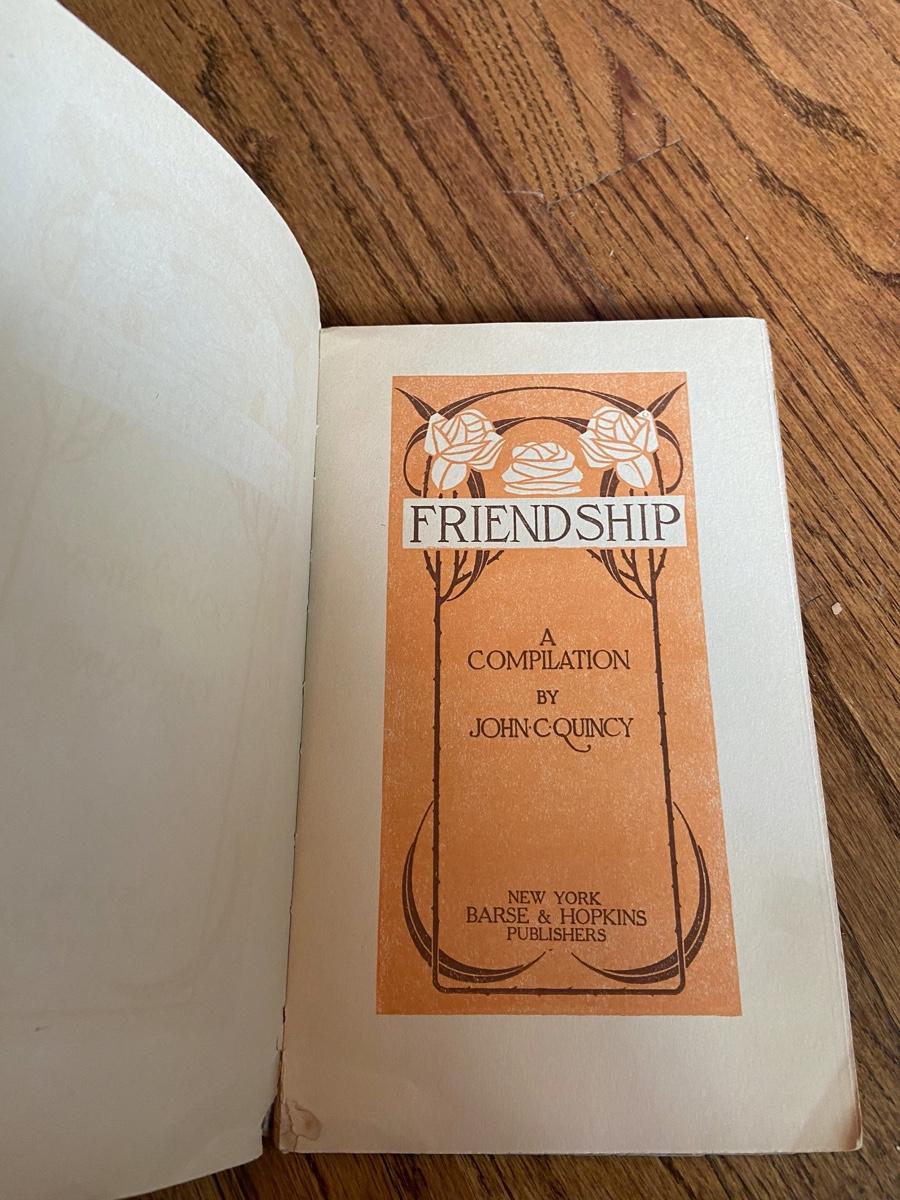 FRIENDSHIP
A
COMPILATION
BY
JOHN·C·QUINCY
NEW YORK
BARSE & HOPKINS
PUBLISHERS